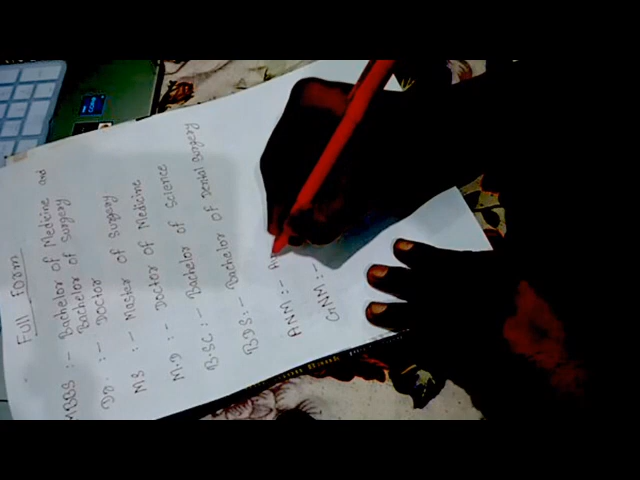 Full Form
MBBS :- Bachelor of Medicine and
Bachelor of Surgery
Dr. :- Doctor
MS :- Master of Surgery
M.D :- Doctor of Medicine
B.SC :- Bachelor of Science
BDS :- Bachelor of Dental Surgery
ANM :-
GNM :-